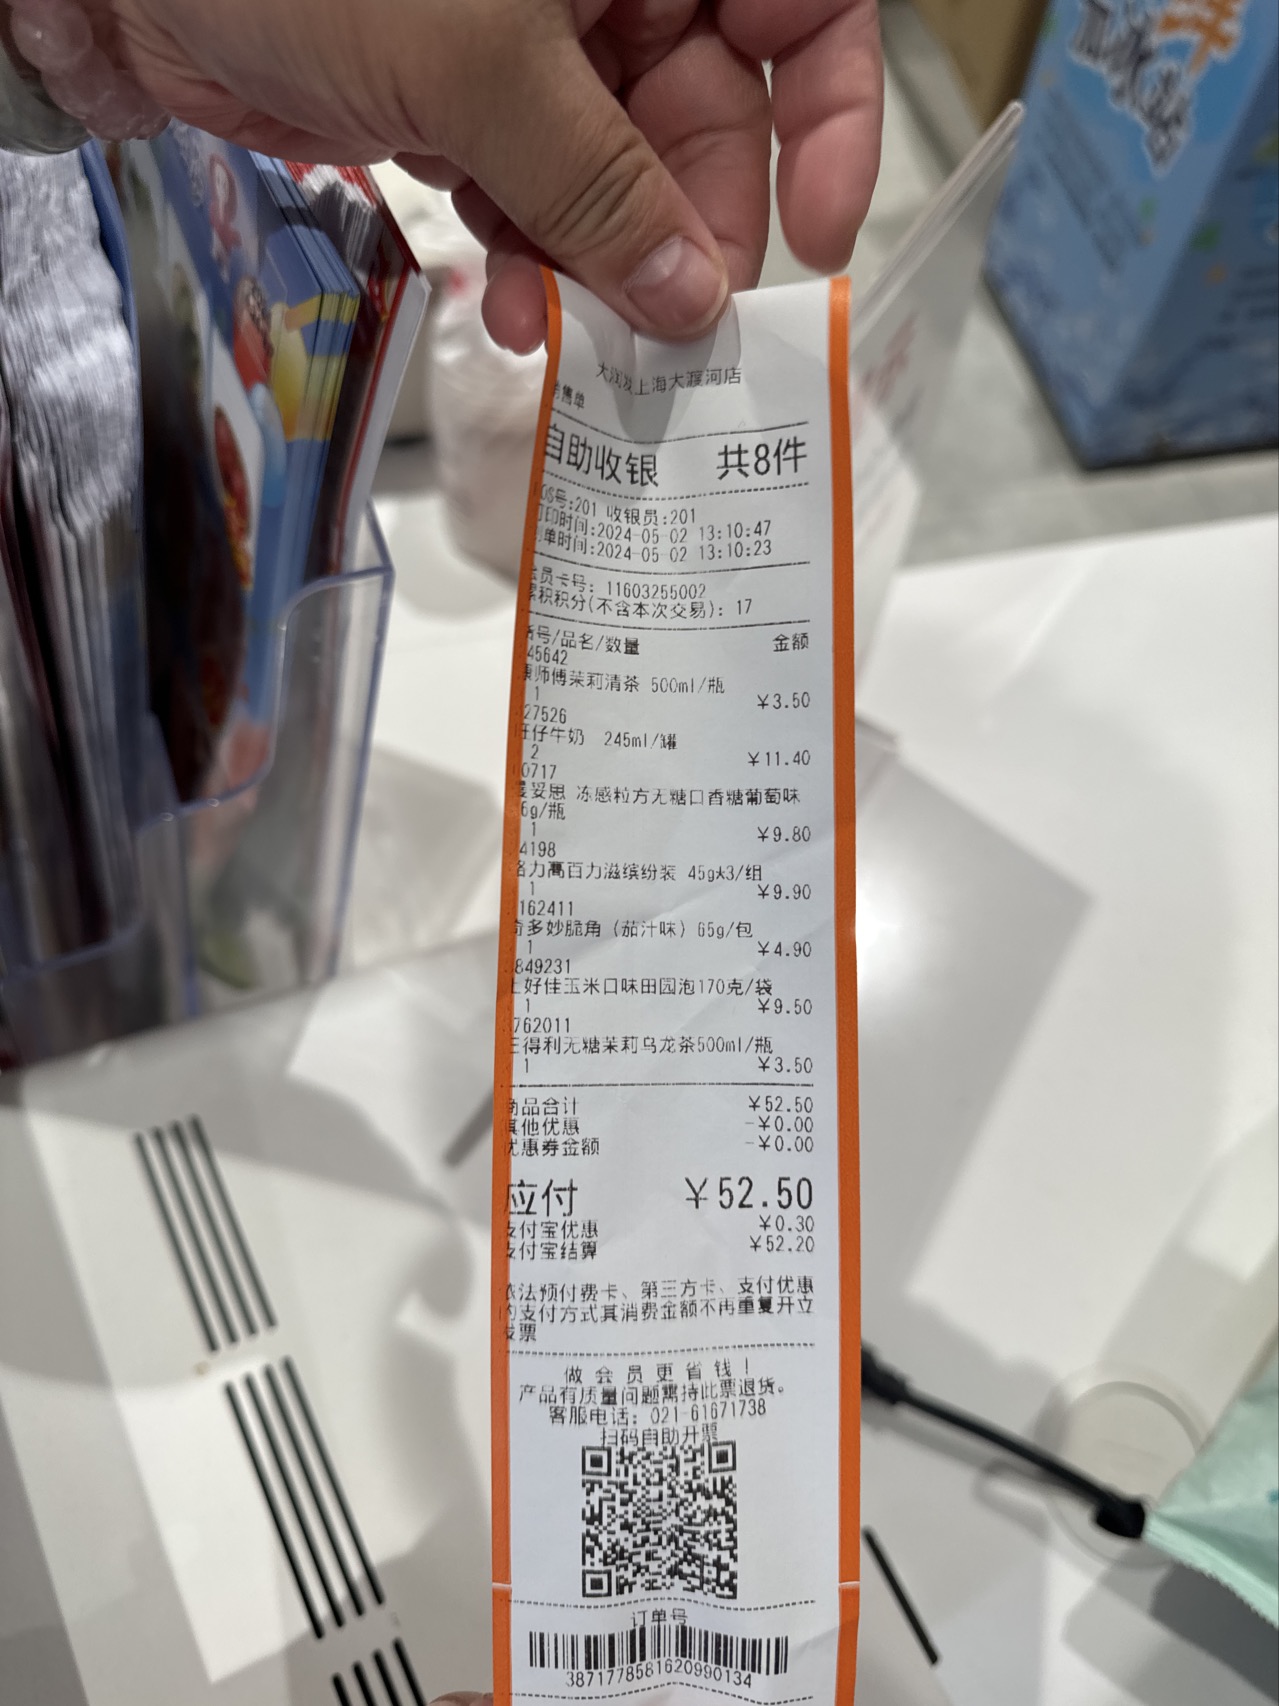 大润发上海大渡河店
售单
自助收银 共8件
OS号:201 收银员:201
印时间:2024-05-02 13:10:47
单时间:2024-05-02 13:10:23
员卡号: 11603255002
积积分(不含本次交易): 17
号/品名/数量 金额
45642
康师傅茉莉清茶 500ml/瓶
1 ¥3.50
27526
旺仔牛奶 245ml/罐
2 ¥11.40
0717
妥思 冻感粒方无糖口香糖葡萄味
6g/瓶
1 ¥9.80
4198
格力高百力滋缤纷装 45g*3/组
1 ¥9.90
162411
奇多妙脆角（茄汁味）65g/包
1 ¥4.90
849231
上好佳玉米口味田园泡170克/袋
1 ¥9.50
762011
三得利无糖茉莉乌龙茶500ml/瓶
1 ¥3.50
商品合计 ¥52.50
其他优惠 -¥0.00
优惠券金额 -¥0.00
应付 ¥52.50
支付宝优惠 ¥0.30
支付宝结算 ¥52.20
依法预付费卡、第三方卡、支付优惠
的支付方式其消费金额不再重复开立
发票
做会员更省钱！
产品有质量问题需持此票退货。
客服电话: 021-61671738
扫码自助开票
订单号
3871778581620990134